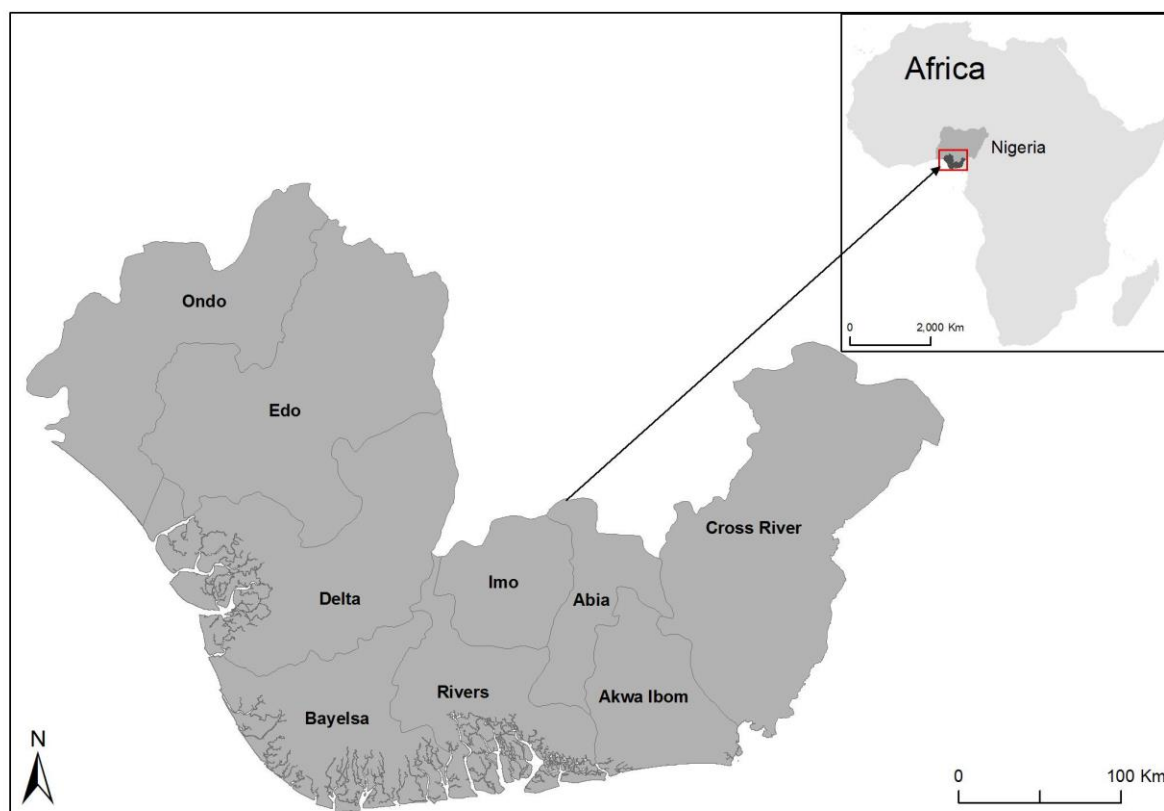 Africa
Nigeria
0 2,000 Km
Ondo
Edo
Cross River
Imo
Abia
Delta
Rivers
Akwa Ibom
Bayelsa
N
0 100 Km